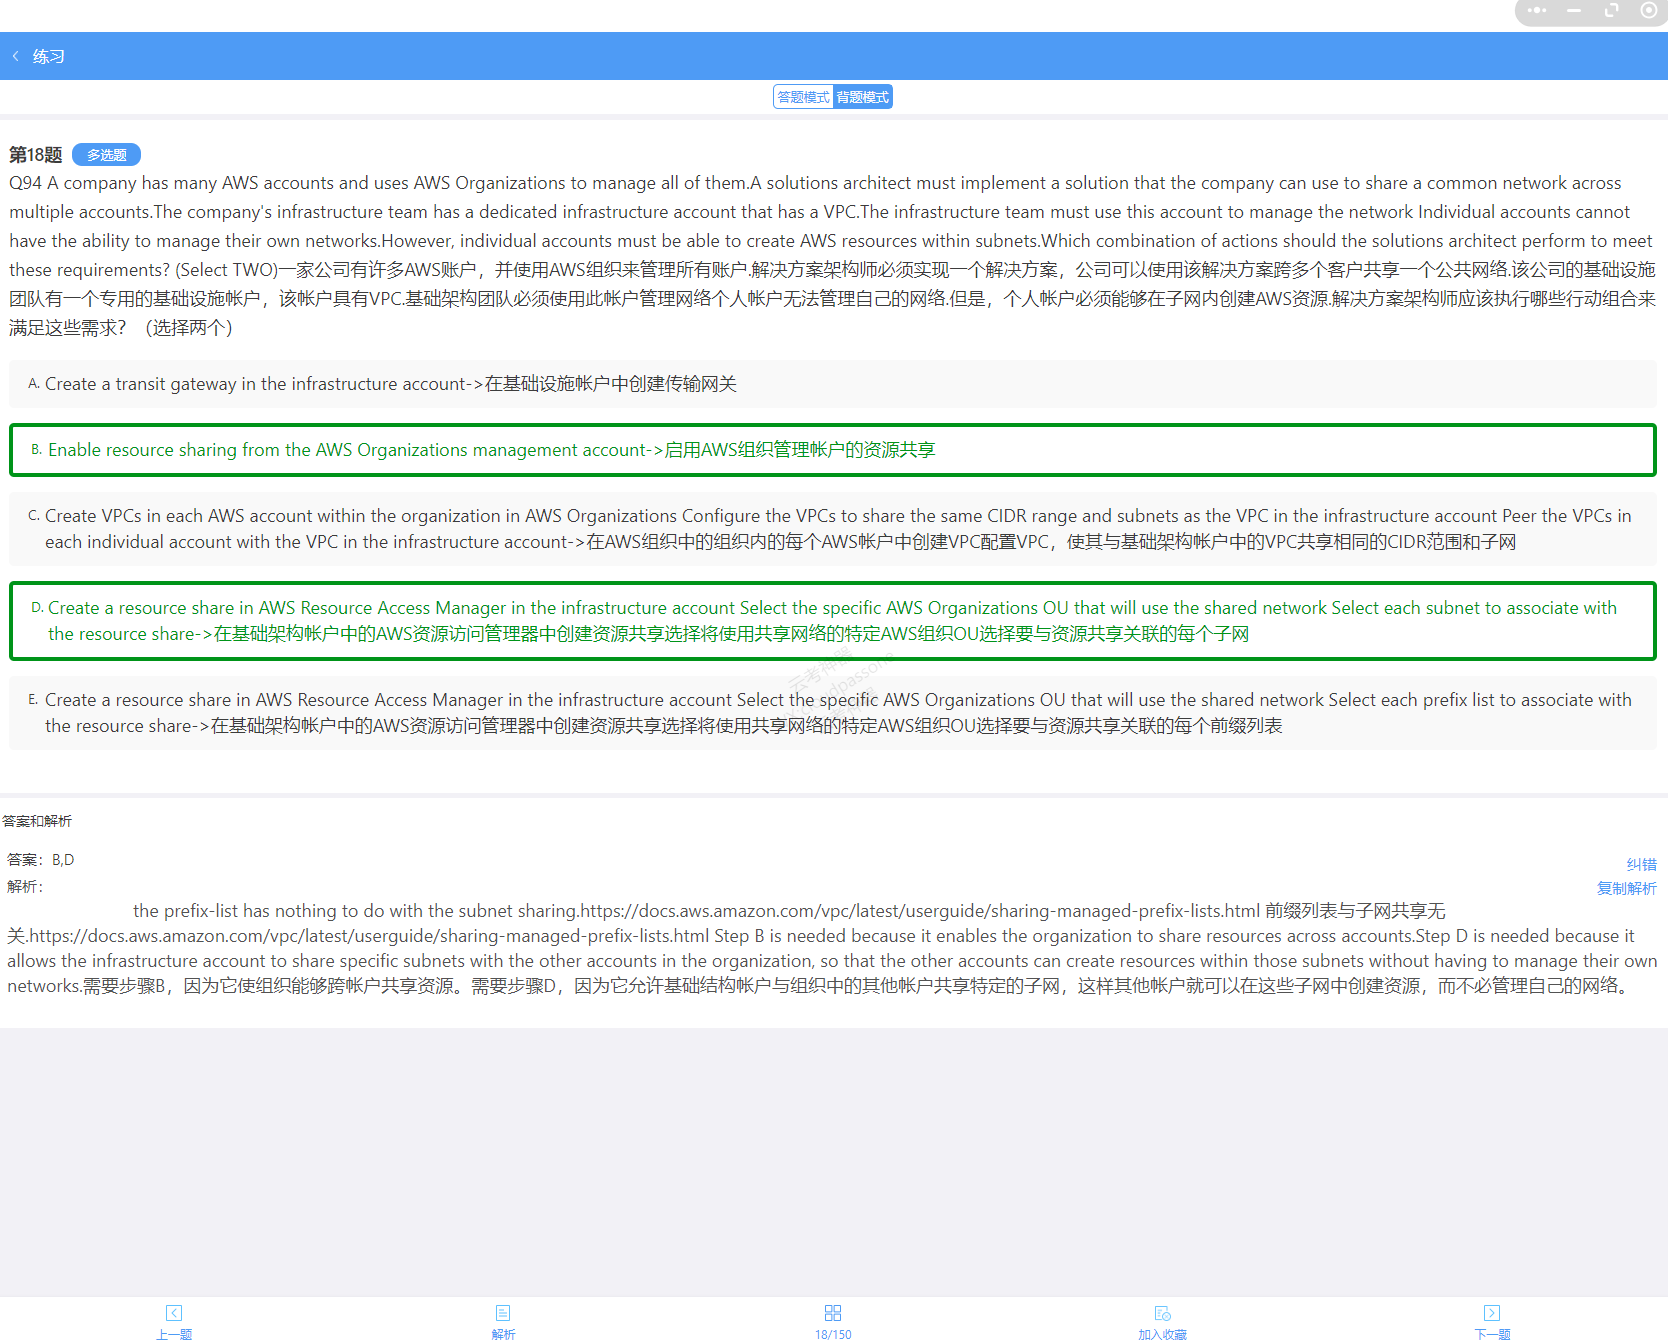 练习
答题模式 背题模式
第18题 多选题
Q94 A company has many AWS accounts and uses AWS Organizations to manage all of them.A solutions architect must implement a solution that the company can use to share a common network across
multiple accounts.The company's infrastructure team has a dedicated infrastructure account that has a VPC.The infrastructure team must use this account to manage the network Individual accounts cannot
have the ability to manage their own networks.However, individual accounts must be able to create AWS resources within subnets.Which combination of actions should the solutions architect perform to meet
these requirements? (Select TWO)一家公司有许多AWS账户，并使用AWS组织来管理所有账户.解决方案架构师必须实现一个解决方案，公司可以使用该解决方案跨多个客户共享一个公共网络.该公司的基础设施
团队有一个专用的基础设施帐户，该帐户具有VPC.基础架构团队必须使用此帐户管理网络个人帐户无法管理自己的网络.但是，个人帐户必须能够在子网内创建AWS资源.解决方案架构师应该执行哪些行动组合来
满足这些需求？（选择两个）
A. Create a transit gateway in the infrastructure account->在基础设施帐户中创建传输网关
B. Enable resource sharing from the AWS Organizations management account->启用AWS组织管理帐户的资源共享
C. Create VPCs in each AWS account within the organization in AWS Organizations Configure the VPCs to share the same CIDR range and subnets as the VPC in the infrastructure account Peer the VPCs in
each individual account with the VPC in the infrastructure account->在AWS组织中的组织内的每个AWS帐户中创建VPC配置VPC，使其与基础架构帐户中的VPC共享相同的CIDR范围和子网
D. Create a resource share in AWS Resource Access Manager in the infrastructure account Select the specific AWS Organizations OU that will use the shared network Select each subnet to associate with
the resource share->在基础架构帐户中的AWS资源访问管理器中创建资源共享选择将使用共享网络的特定AWS组织OU选择要与资源共享关联的每个子网
E. Create a resource share in AWS Resource Access Manager in the infrastructure account Select the specific AWS Organizations OU that will use the shared network Select each prefix list to associate with
the resource share->在基础架构帐户中的AWS资源访问管理器中创建资源共享选择将使用共享网络的特定AWS组织OU选择要与资源共享关联的每个前缀列表
云考神器
答案和解析
答案：B,D
纠错
解析：
复制解析
the prefix-list has nothing to do with the subnet sharing.https://docs.aws.amazon.com/vpc/latest/userguide/sharing-managed-prefix-lists.html 前缀列表与子网共享无
关.https://docs.aws.amazon.com/vpc/latest/userguide/sharing-managed-prefix-lists.html Step B is needed because it enables the organization to share resources across accounts.Step D is needed because it
allows the infrastructure account to share specific subnets with the other accounts in the organization, so that the other accounts can create resources within those subnets without having to manage their own
networks.需要步骤B，因为它使组织能够跨帐户共享资源。需要步骤D，因为它允许基础结构帐户与组织中的其他帐户共享特定的子网，这样其他帐户就可以在这些子网中创建资源，而不必管理自己的网络。
上一题 解析 18/150 加入收藏 下一题